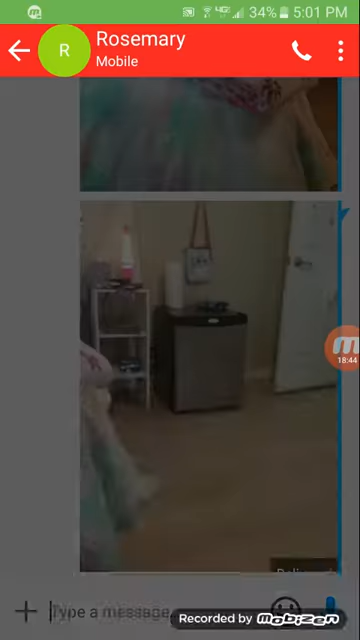 34% 5:01 PM
R
Rosemary
Mobile
18:44
Type a message
Recorded by mobizen